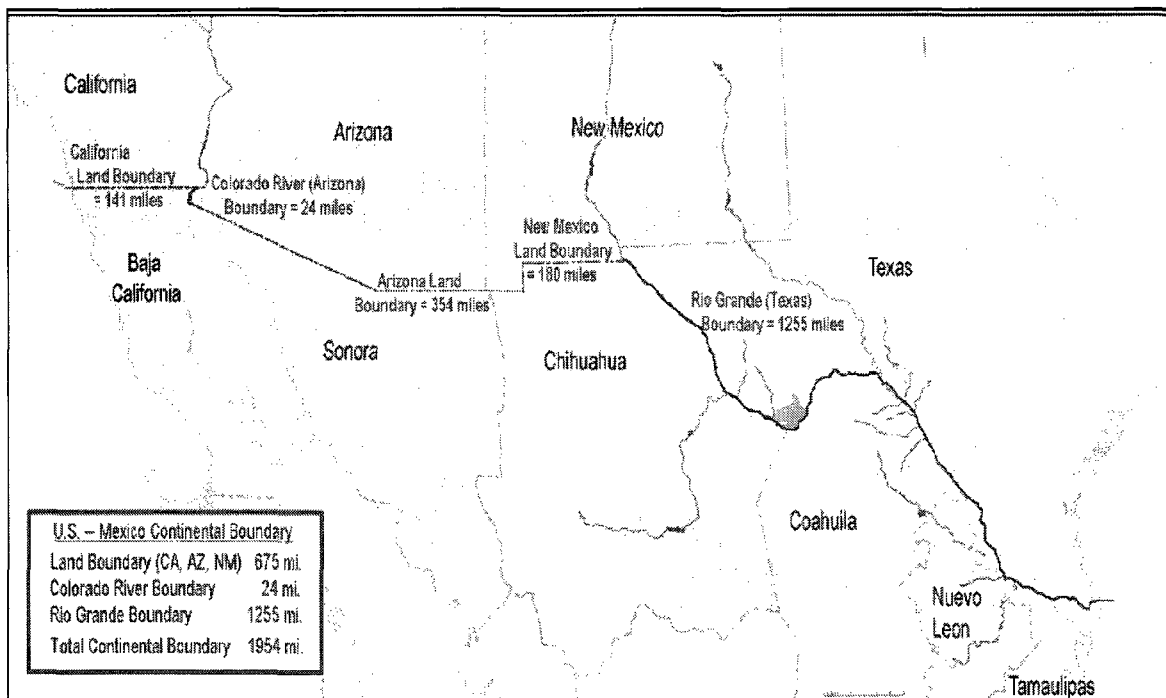 California
Arizona
New Mexico
California
Land Boundary
= 141 miles
Colorado River (Arizona)
Boundary = 24 miles
New Mexico
Land Boundary
= 180 miles
Baja
California
Arizona Land
Boundary = 354 miles
Texas
Rio Grande (Texas)
Boundary = 1255 miles
Sonora
Chihuahua
Coahuila
Nuevo
Leon
Tamaulipas
U.S. – Mexico Continental Boundary
Land Boundary (CA, AZ, NM) 675 mi.
Colorado River Boundary 24 mi.
Rio Grande Boundary 1255 mi.
Total Continental Boundary 1954 mi.